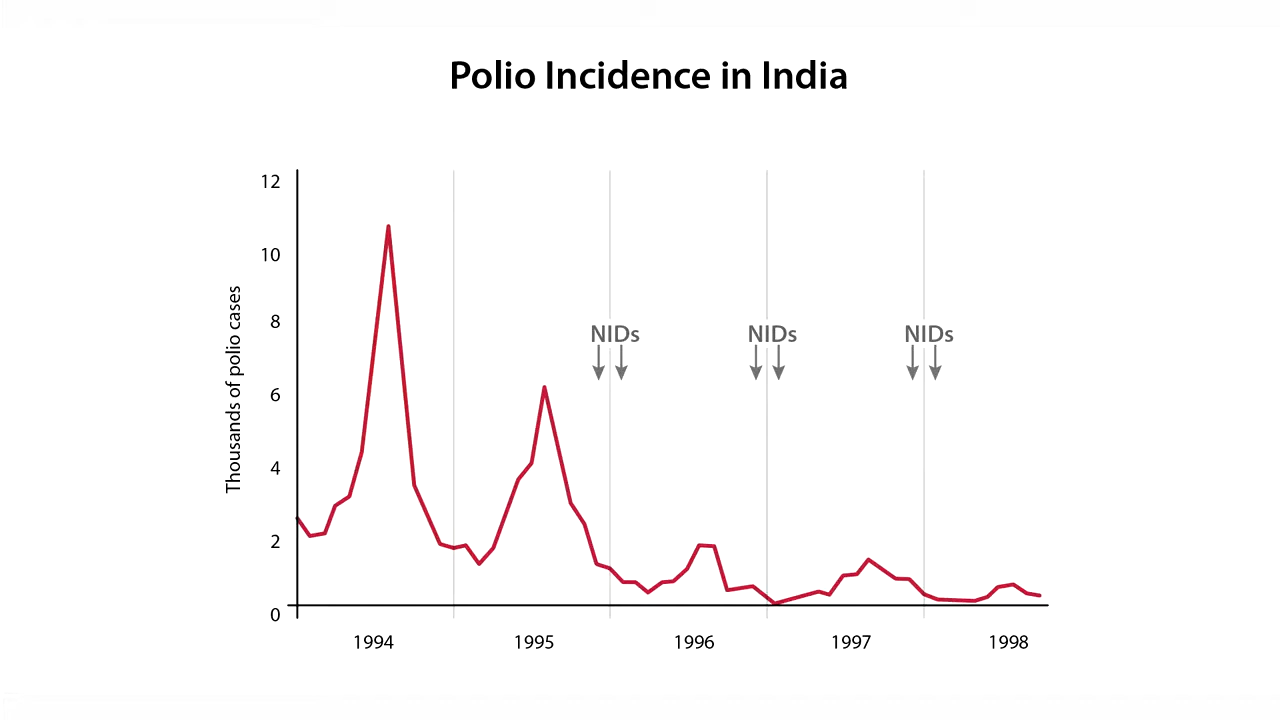 Polio Incidence in India
Thousands of polio cases
12
10
8
6
4
2
0
NIDs NIDs NIDs
1994 1995 1996 1997 1998